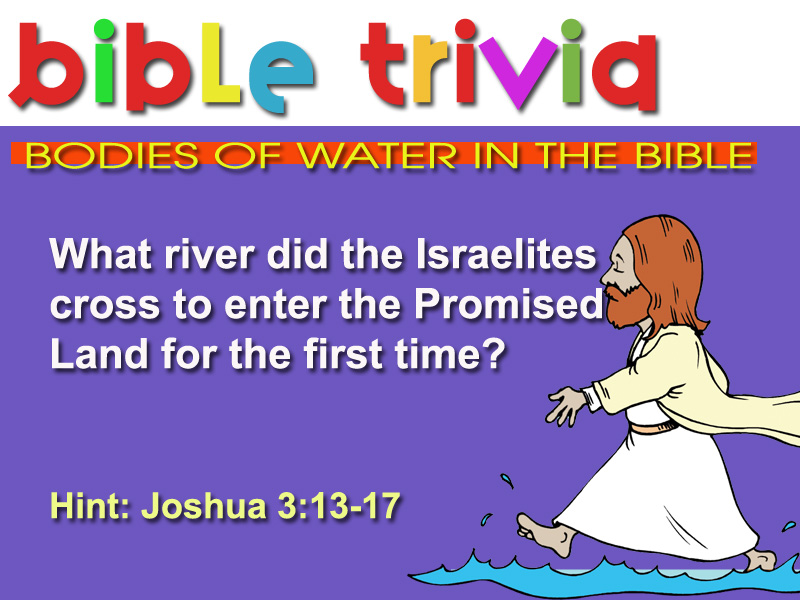 bibLe trivia
BODIES OF WATER IN THE BIBLE
What river did the Israelites
cross to enter the Promised
Land for the first time?
Hint: Joshua 3:13-17